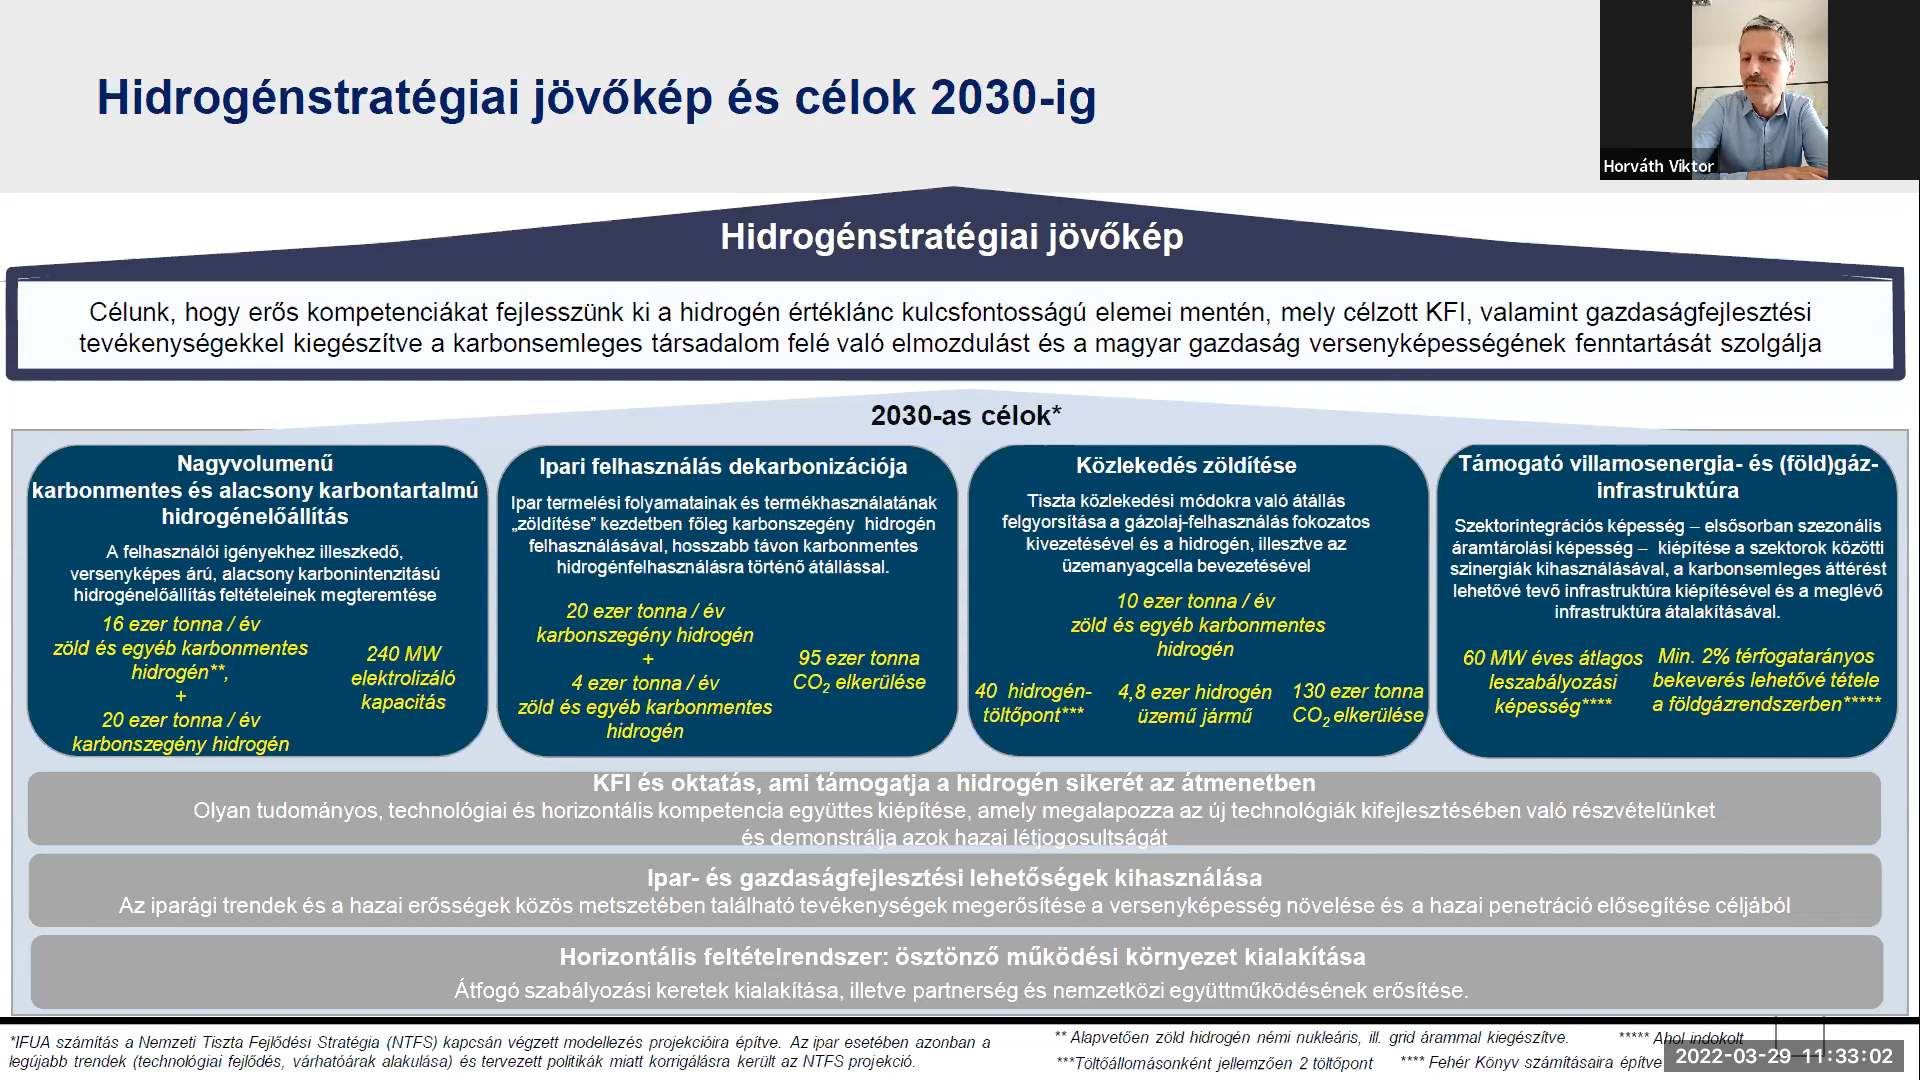 Hidrogénstratégiai jövőkép és célok 2030-ig
Horváth Viktor
Hidrogénstratégiai jövőkép
Célunk, hogy erős kompetenciákat fejlesszünk ki a hidrogén értéklánc kulcsfontosságú elemei mentén, mely célzott KFI, valamint gazdaságfejlesztési
tevékenységekkel kiegészítve a karbonsemleges társadalom felé való elmozdulást és a magyar gazdaság versenyképességének fenntartását szolgálja
2030-as célok*
Nagyvolumenű
karbonmentes és alacsony karbontartalmú
hidrogénelőállítás
A felhasználói igényekhez illeszkedő,
versenyképes árú, alacsony karbonintenzitású
hidrogénelőállítás feltételeinek megteremtése
16 ezer tonna / év
zöld és egyéb karbonmentes
hidrogén**,
+
20 ezer tonna / év
karbonszegény hidrogén
240 MW
elektrolizáló
kapacitás
Ipari felhasználás dekarbonizációja
Ipar termelési folyamatainak és termékhasználatának
„zöldítése” kezdetben főleg karbonszegény hidrogén
felhasználásával, hosszabb távon karbonmentes
hidrogénfelhasználásra történő átállással.
20 ezer tonna / év
karbonszegény hidrogén
+
4 ezer tonna / év
zöld és egyéb karbonmentes
hidrogén
95 ezer tonna
CO2 elkerülése
Közlekedés zöldítése
Tiszta közlekedési módokra való átállás
felgyorsítása a gázolaj-felhasználás fokozatos
kivezetésével és a hidrogén, illesztve az
üzemanyagcella bevezetésével
10 ezer tonna / év
zöld és egyéb karbonmentes
hidrogén
40 hidrogén-
töltőpont***
4,8 ezer hidrogén
üzemű jármű
130 ezer tonna
CO2 elkerülése
Támogató villamosenergia- és (föld)gáz-
infrastruktúra
Szektorintegrációs képesség – elsősorban szezonális
áramtárolási képesség – kiépítése a szektorok közötti
szinergiák kihasználásával, a karbonsemleges áttérést
lehetővé tevő infrastruktúra kiépítésével és a meglévő
infrastruktúra átalakításával.
60 MW éves átlagos
leszabályozási
képesség****
Min. 2% térfogatarányos
bekeverés lehetővé tétele
a földgázrendszerben*****
KFI és oktatás, ami támogatja a hidrogén sikerét az átmenetben
Olyan tudományos, technológiai és horizontális kompetencia együttes kiépítése, amely megalapozza az új technológiák kifejlesztésében való részvételünket
és demonstrálja azok hazai létjogosultságát
Ipar- és gazdaságfejlesztési lehetőségek kihasználása
Az iparági trendek és a hazai erősségek közös metszetében található tevékenységek megerősítése a versenyképesség növelése és a hazai penetráció elősegítése céljából
Horizontális feltételrendszer: ösztönző működési környezet kialakítása
Átfogó szabályozási keretek kialakítása, illetve partnerség és nemzetközi együttműködésének erősítése.
*IFUA számítás a Nemzeti Tiszta Fejlődési Stratégia (NTFS) kapcsán végzett modellezés projekcióira építve. Az ipar esetében azonban a
legújabb trendek (technológiai fejlődés, várhatóárak alakulása) és tervezett politikák miatt korrigálásra került az NTFS projekció.
** Alapvetően zöld hidrogén némi nukleáris, ill. grid árammal kiegészítve.
***** Ahol indokolt
***Töltőállomásonként jellemzően 2 töltőpont
**** Fehér Könyv számításaira építve
2022-03-29 11:33:02